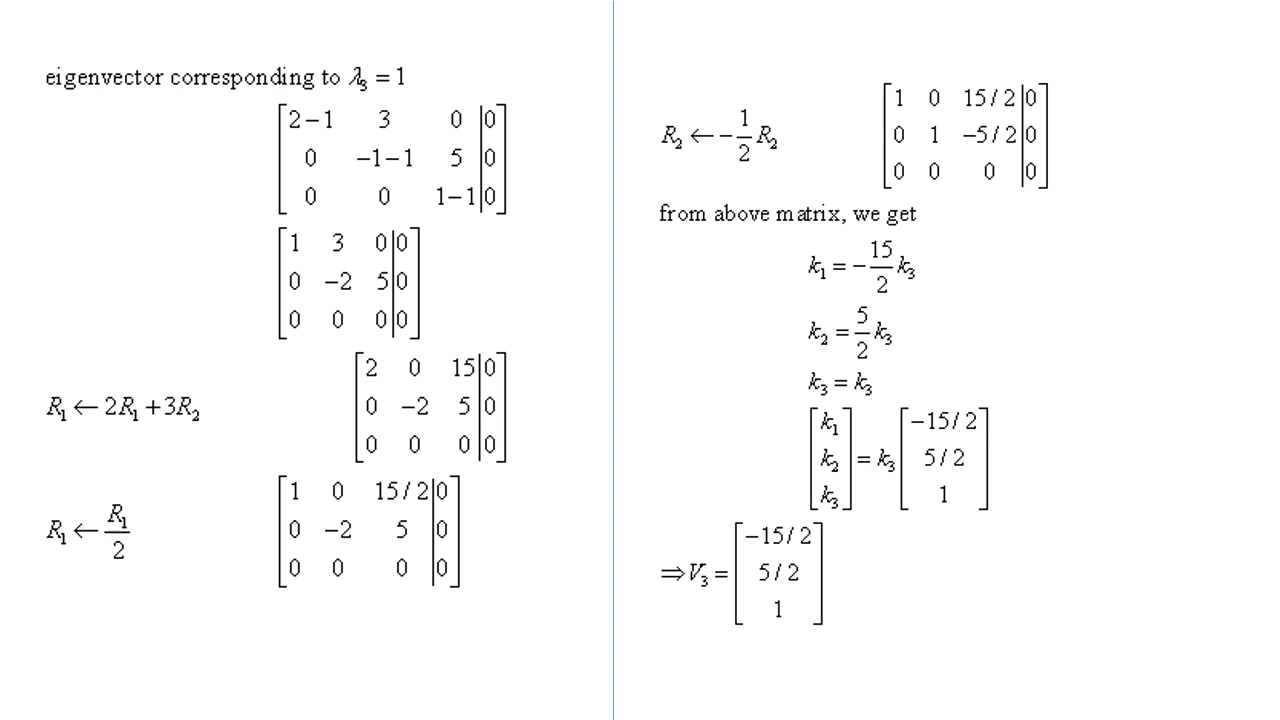 eigenvector corresponding to λ₃ = 1
[2−1 3 0 | 0]
[0 −1−1 5 | 0]
[0 0 1−1 | 0]
[1 3 0 | 0]
[0 −2 5 | 0]
[0 0 0 | 0]
R₁ ← 2R₁ + 3R₂
[2 0 15 | 0]
[0 −2 5 | 0]
[0 0 0 | 0]
R₁ ← R₁/2
[1 0 15/2 | 0]
[0 −2 5 | 0]
[0 0 0 | 0]
R₂ ← −1/2 R₂
[1 0 15/2 | 0]
[0 1 −5/2 | 0]
[0 0 0 | 0]
from above matrix, we get
k₁ = −15/2 k₃
k₂ = 5/2 k₃
k₃ = k₃
[k₁] [−15/2]
[k₂] = k₃ [5/2]
[k₃] [1]
[−15/2]
⇒ V₃ = [5/2]
[1]